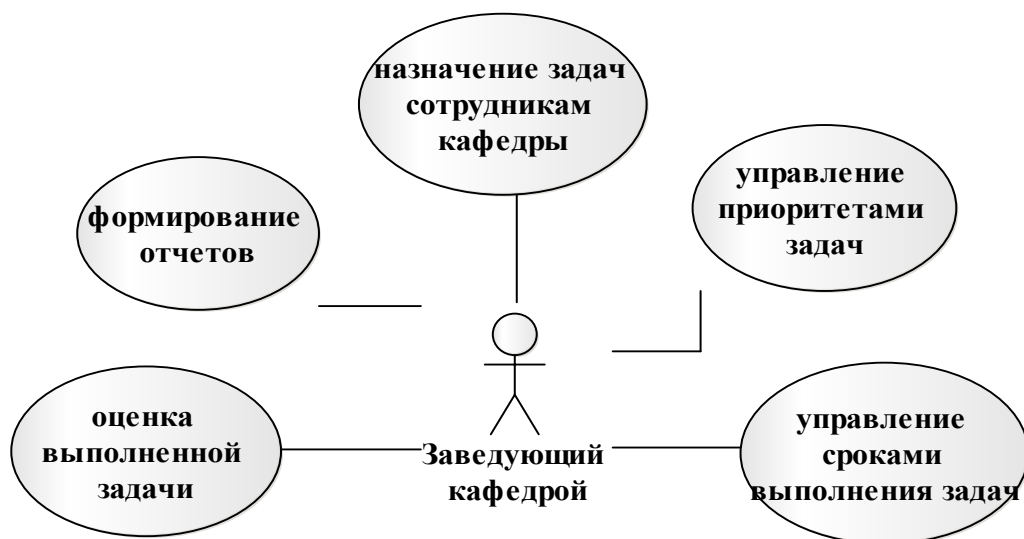 назначение задач
сотрудникам
кафедры
формирование
отчетов
управление
приоритетами
задач
оценка
выполненной
задачи
Заведующий
кафедрой
управление
сроками
выполнения задач